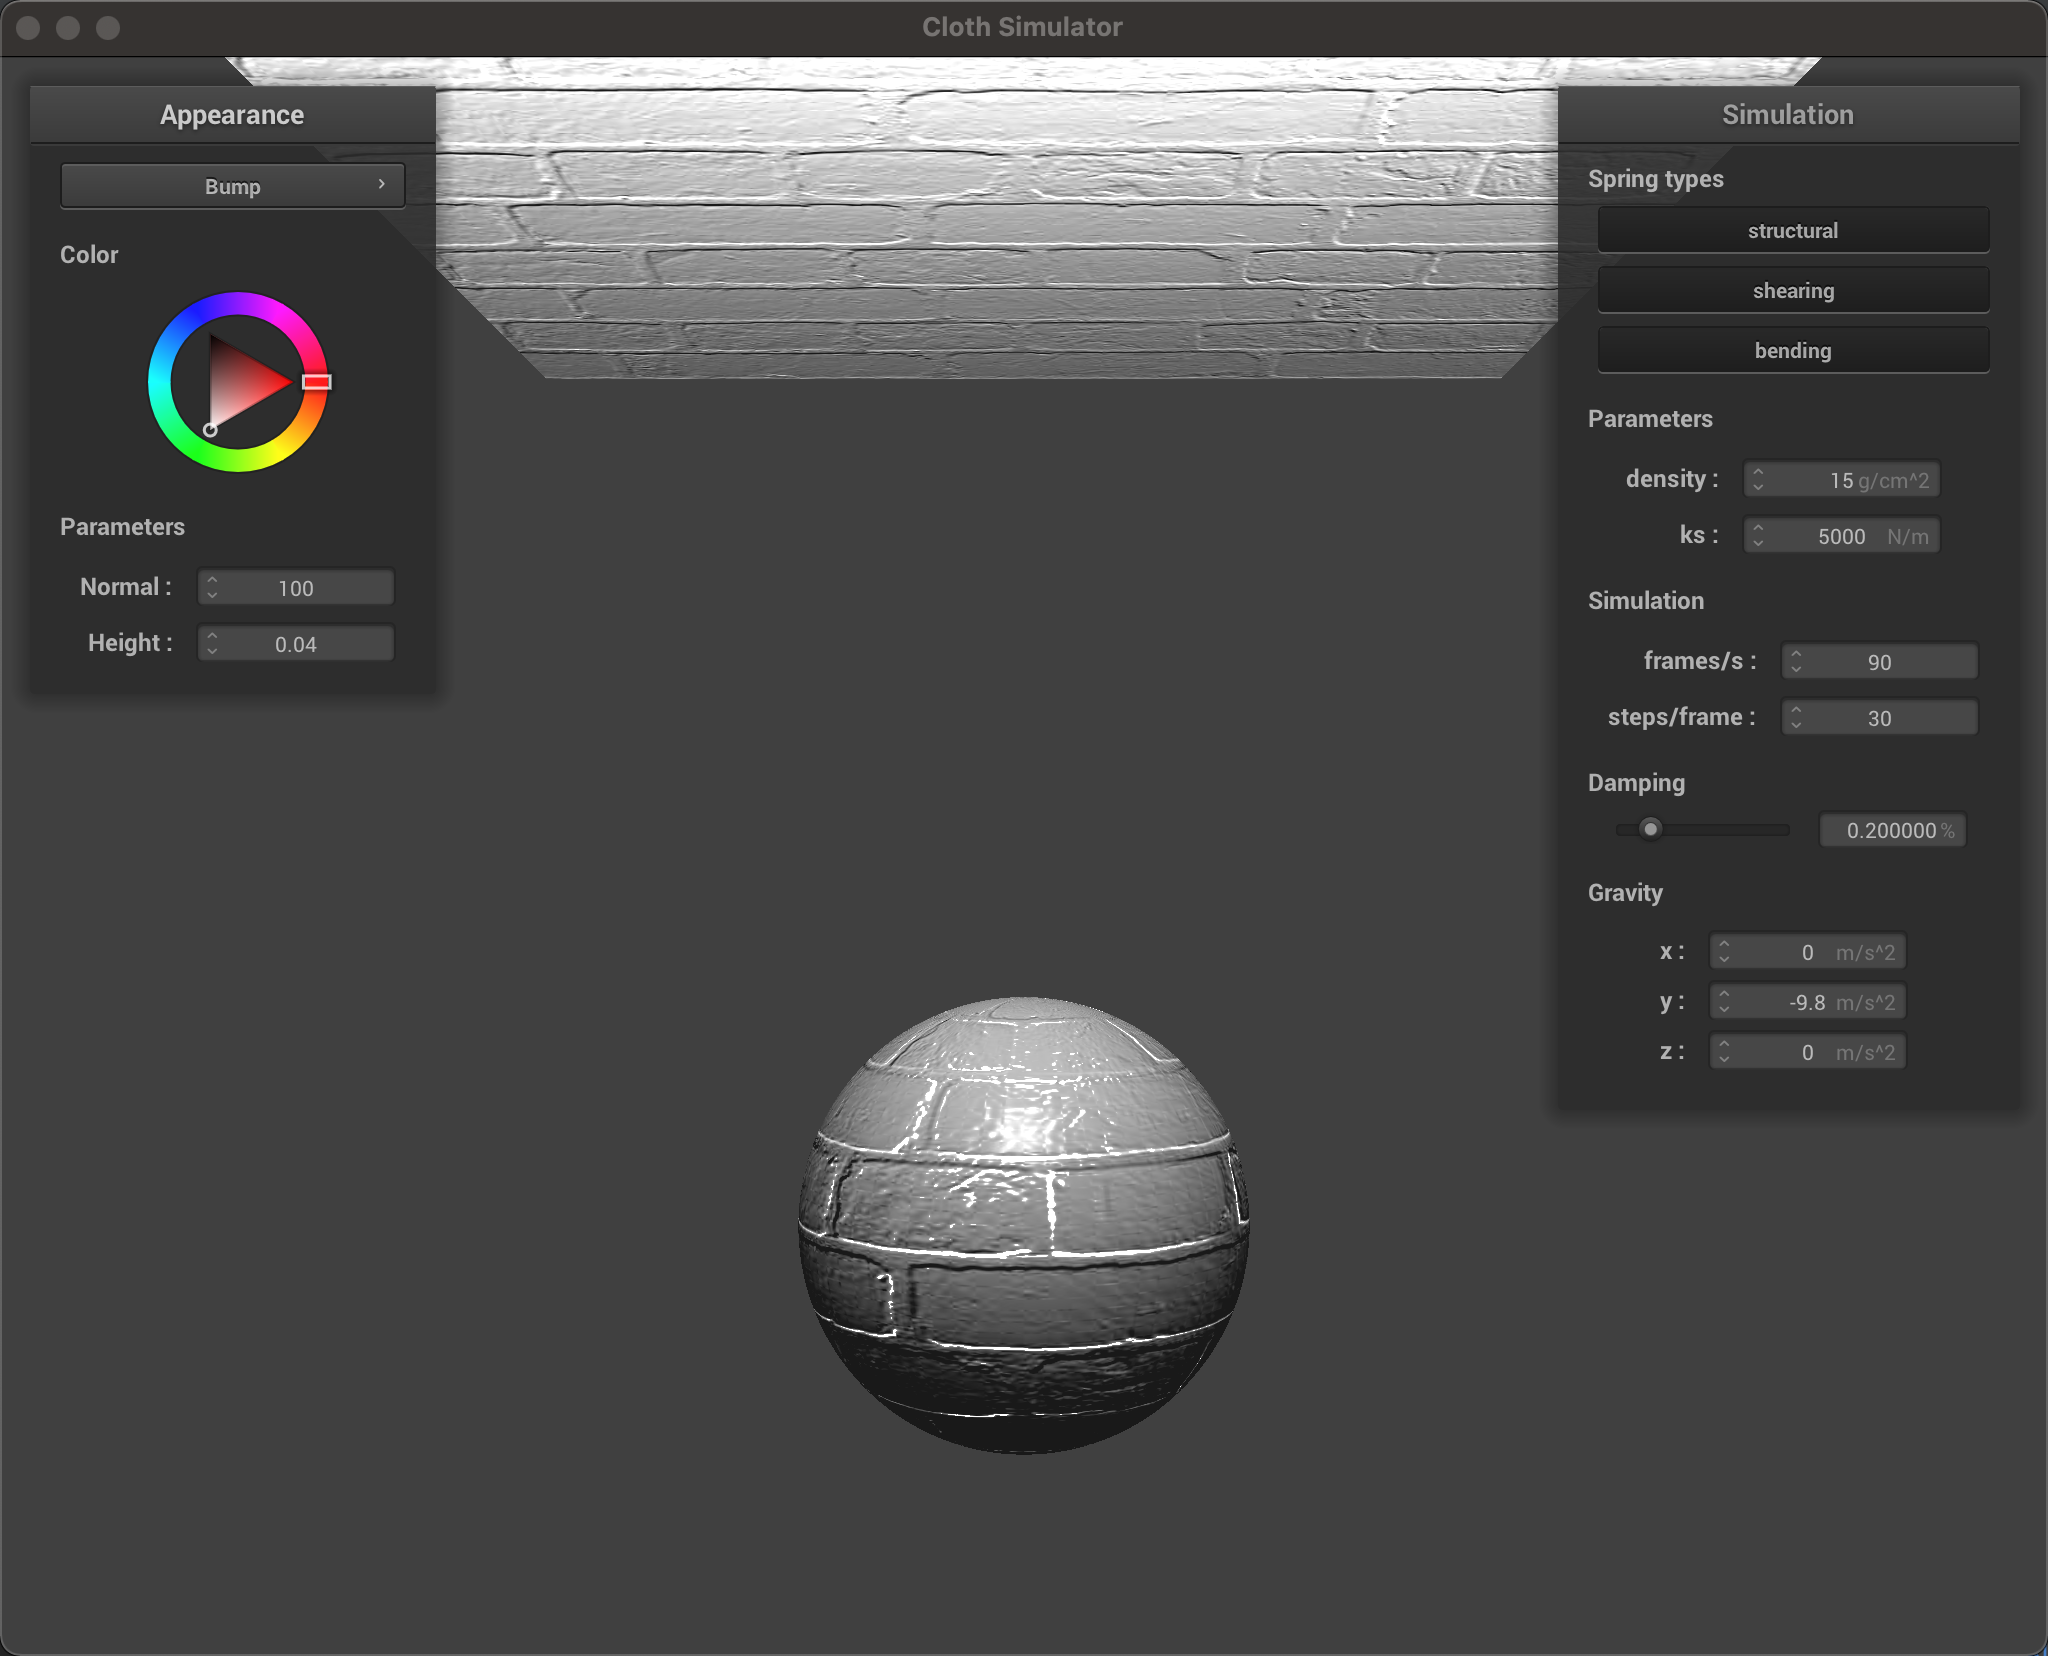 Cloth Simulator
Appearance
Bump
Color
Parameters
Normal : 100
Height : 0.04
Simulation
Spring types
structural
shearing
bending
Parameters
density : 15 g/cm^2
ks : 5000 N/m
Simulation
frames/s : 90
steps/frame : 30
Damping
0.200000 %
Gravity
x : 0 m/s^2
y : -9.8 m/s^2
z : 0 m/s^2